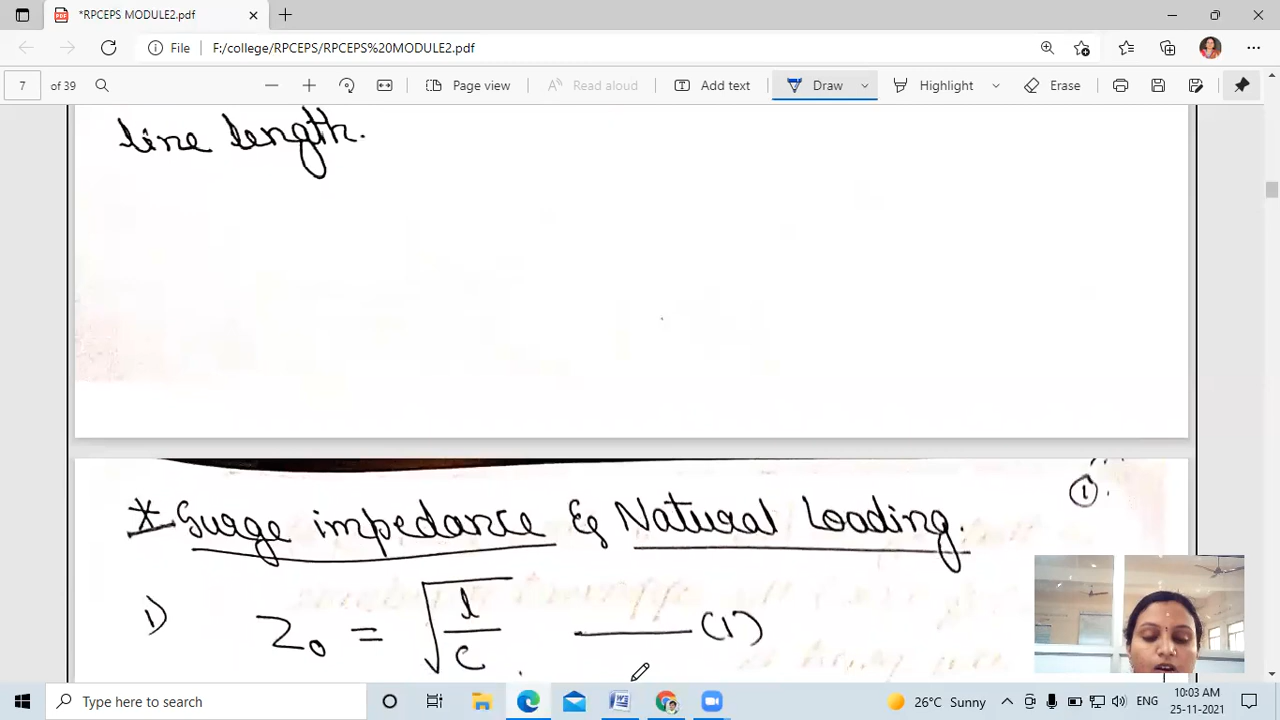 *RPCEPS MODULE2.pdf
File
F:/college/RPCEPS/RPCEPS%20MODULE2.pdf
7 of 39
Page view
Read aloud
Add text
Draw
Highlight
Erase
line length.
1.
* Surge impedance & Natural Loading.
1) Z0 = √l/c ——— (1)
Type here to search
26°C Sunny
ENG
10:03 AM
25-11-2021